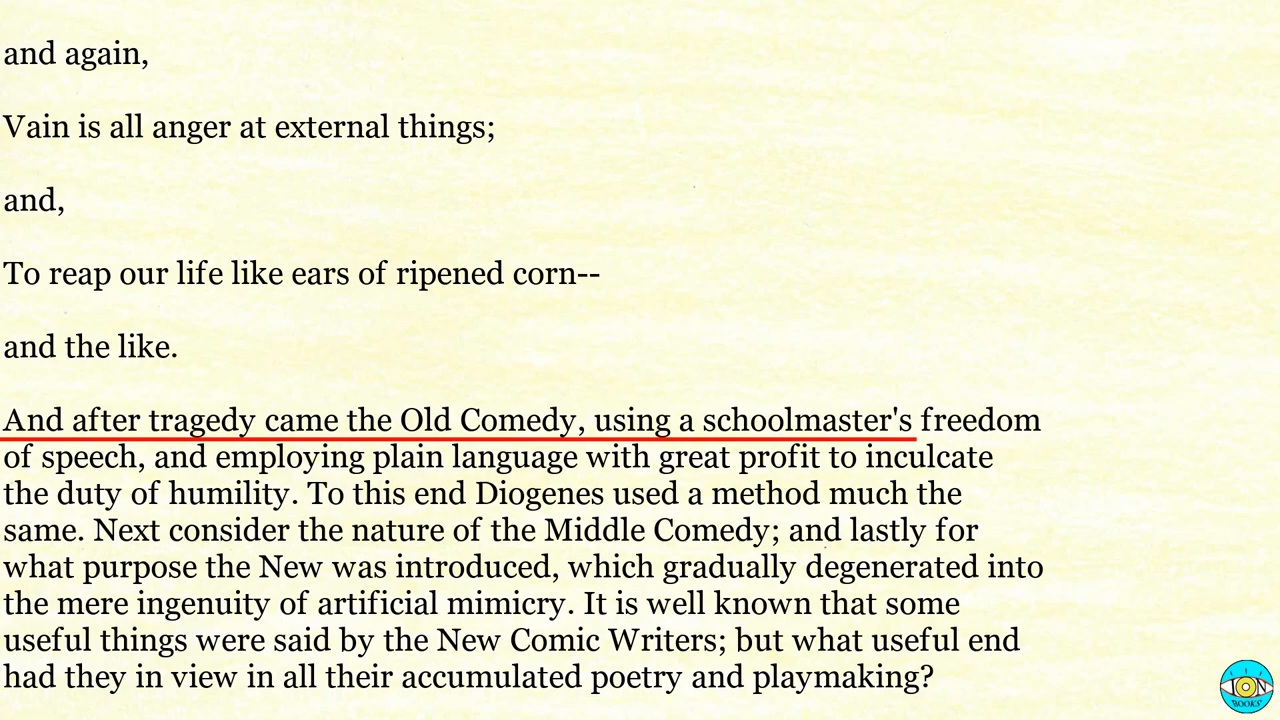 and again,
Vain is all anger at external things;
and,
To reap our life like ears of ripened corn--
and the like.
And after tragedy came the Old Comedy, using a schoolmaster's freedom
of speech, and employing plain language with great profit to inculcate
the duty of humility. To this end Diogenes used a method much the
same. Next consider the nature of the Middle Comedy; and lastly for
what purpose the New was introduced, which gradually degenerated into
the mere ingenuity of artificial mimicry. It is well known that some
useful things were said by the New Comic Writers; but what useful end
had they in view in all their accumulated poetry and playmaking?
ION
BOOKS